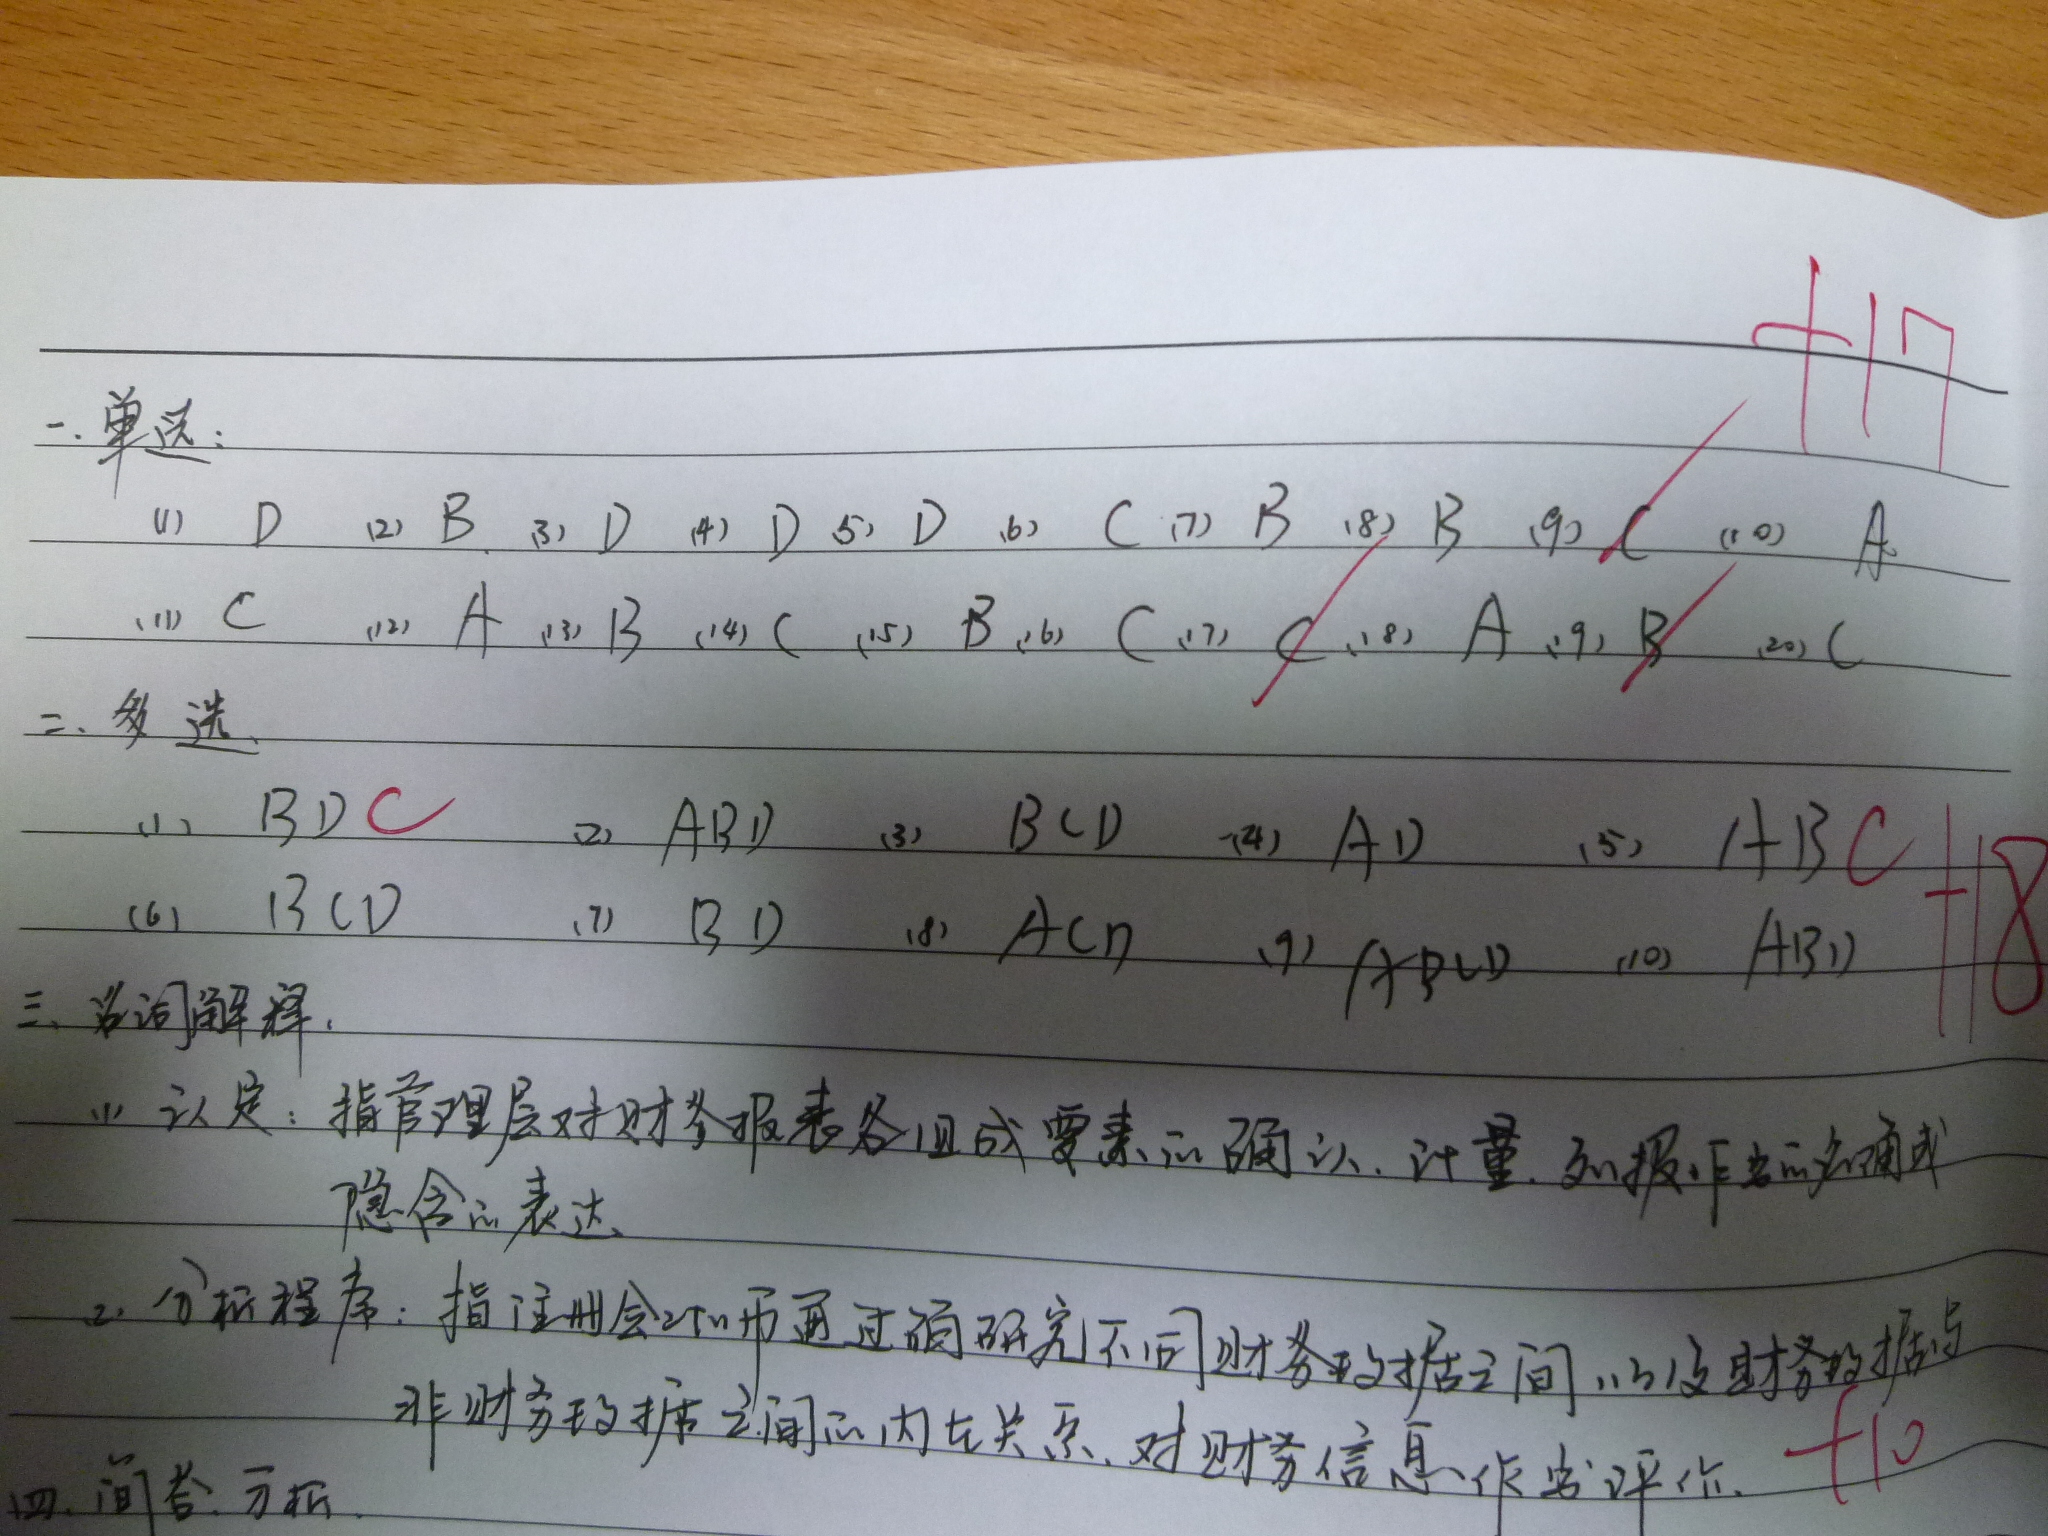 +17
一. 单选:
(1) D (2) B (3) D (4) D (5) D (6) C (7) B (8) B (9) C (10) A
(11) C (12) A (13) B (14) C (15) B (16) C (17) C (18) A (19) B (20) C
二. 多选
(1) BDC (2) ABD (3) BCD (4) AD (5) ABC +18
(6) BCD (7) BD (8) ACD (9) ABCD (10) ABD
三. 名词解释.
(1) 认定: 指管理层对财务报表各组成要素的确认. 计量. 列报作出的明确或
隐含的表达.
2. 分析程序: 指注册会计师通过研究不同财务数据之间以及财务数据与
非财务数据之间的内在关系. 对财务信息作出评价. +10
四. 简答. 分析.